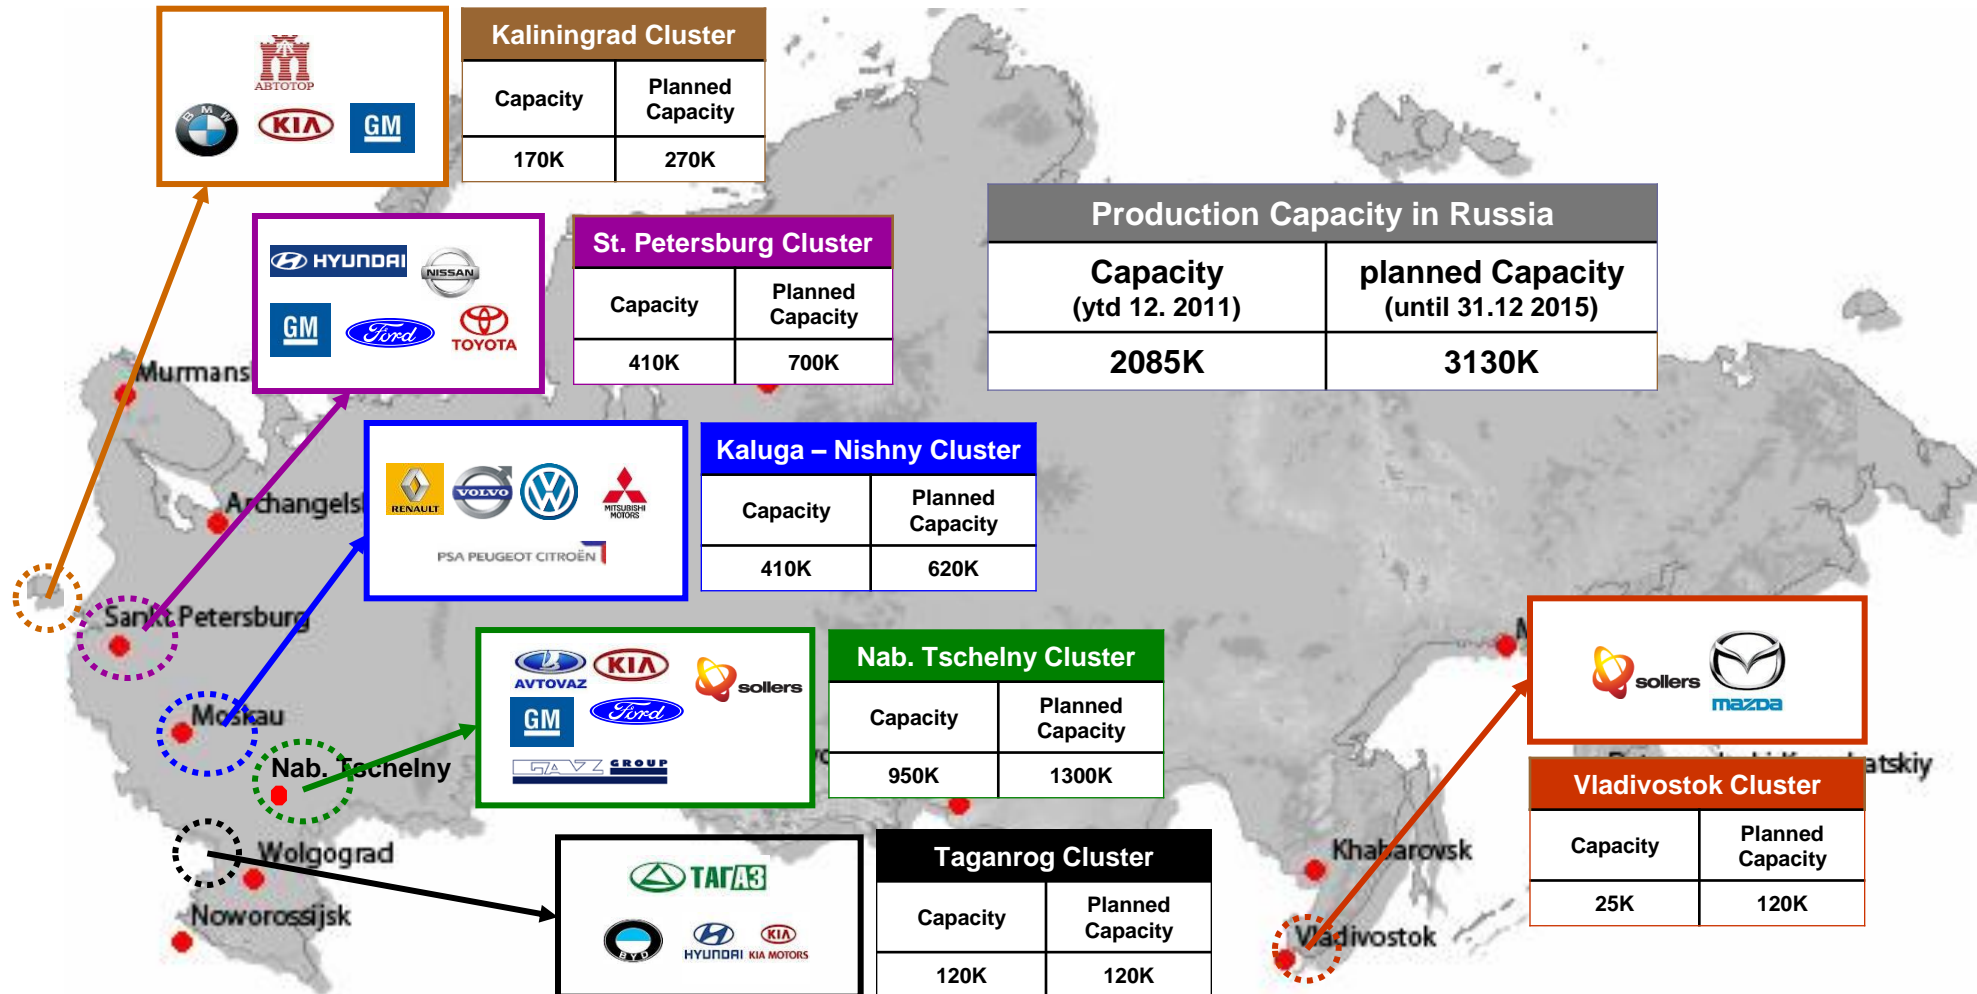 АВТОТОР
BMW
KIA
GM
Kaliningrad Cluster
Capacity
Planned
Capacity
170K
270K
HYUNDAI
NISSAN
GM
Ford
TOYOTA
St. Petersburg Cluster
Capacity
Planned
Capacity
410K
700K
Production Capacity in Russia
Capacity
(ytd 12. 2011)
planned Capacity
(until 31.12 2015)
2085K
3130K
Murmans
Archangels
RENAULT
VOLVO
MITSUBISHI
MOTORS
PSA PEUGEOT CITROËN
Kaluga – Nishny Cluster
Capacity
Planned
Capacity
410K
620K
Sankt Petersburg
Moskau
Nab. Tschelny
AVTOVAZ
KIA
sollers
GM
Ford
GAZ GROUP
Nab. Tschelny Cluster
Capacity
Planned
Capacity
950K
1300K
sollers
mazda
atskiy
Vladivostok Cluster
Capacity
Planned
Capacity
25K
120K
Wolgograd
Noworossijsk
ТАГАЗ
BYD
HYUNDAI
KIA
KIA MOTORS
Taganrog Cluster
Capacity
Planned
Capacity
120K
120K
Khabarovsk
Vladivostok